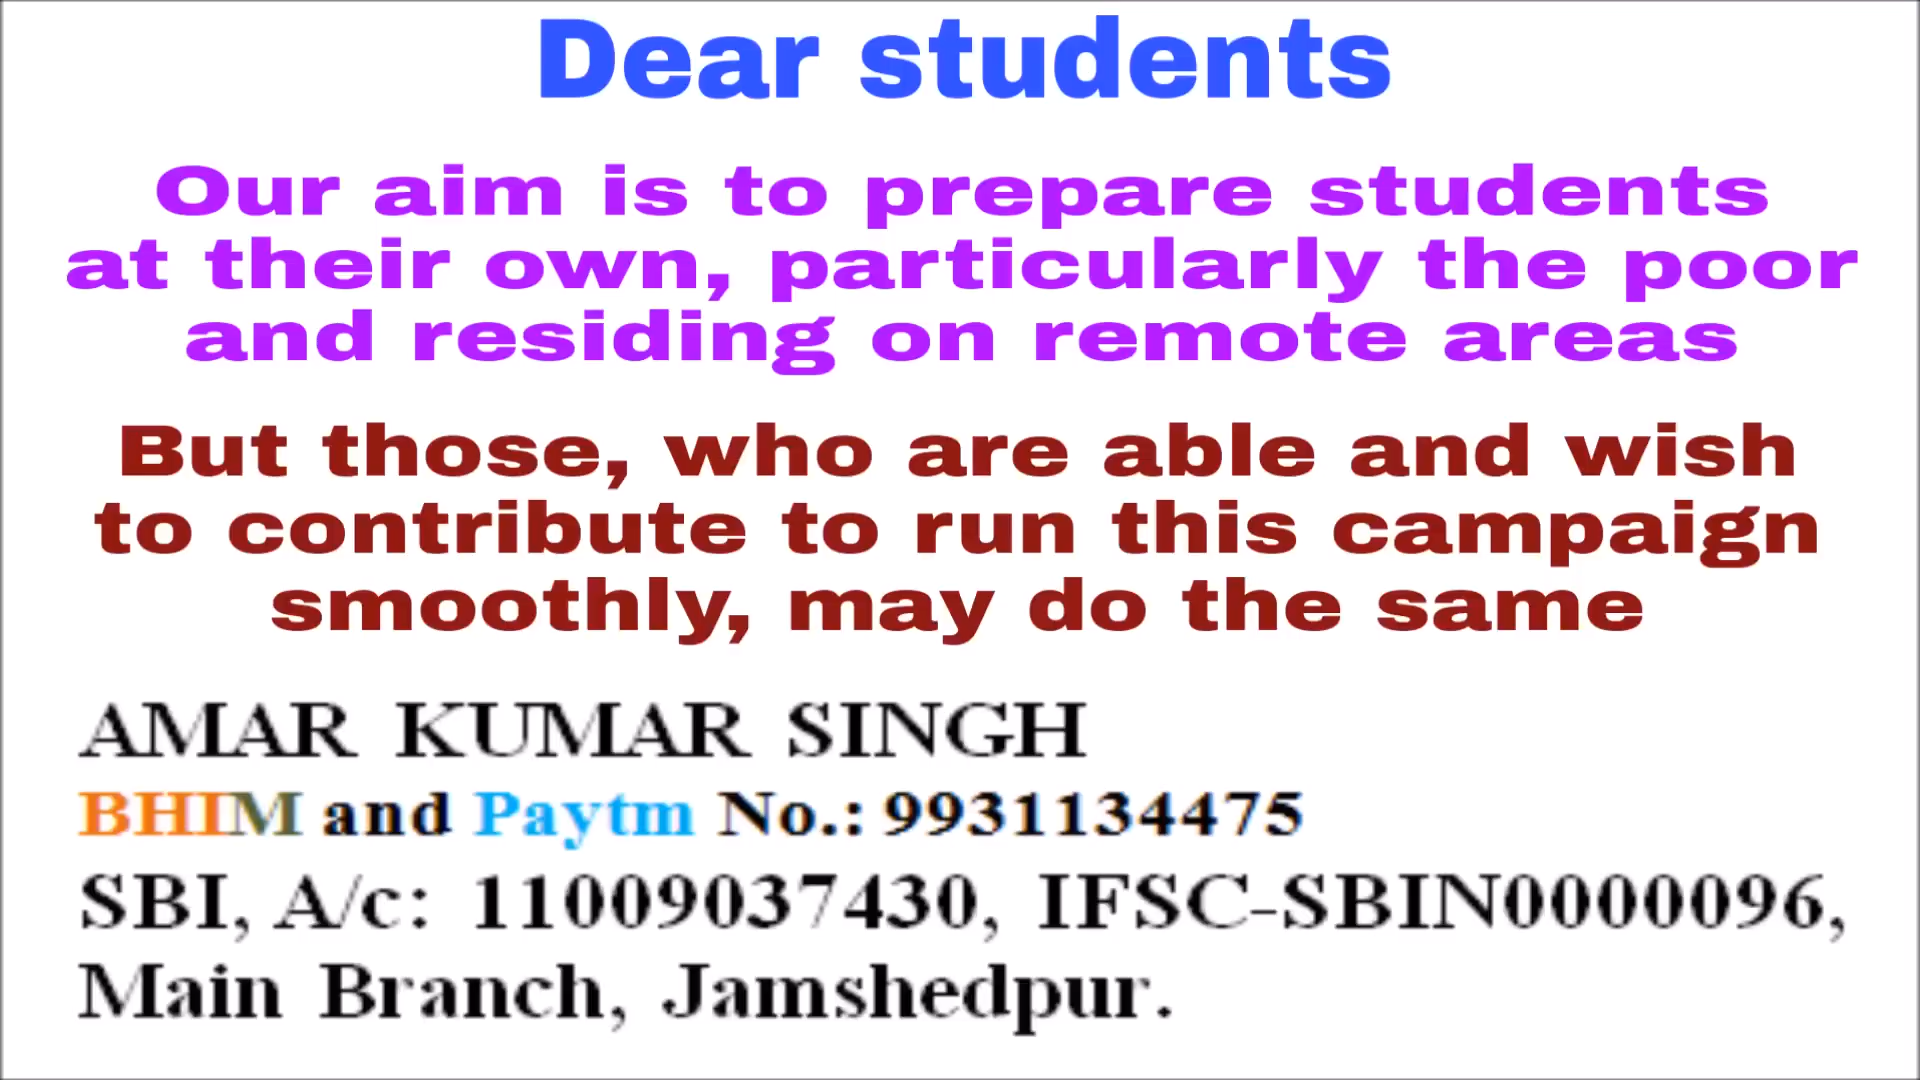 Dear students
Our aim is to prepare students
at their own, particularly the poor
and residing on remote areas
But those, who are able and wish
to contribute to run this campaign
smoothly, may do the same
AMAR KUMAR SINGH
BHIM and Paytm No.: 9931134475
SBI, A/c: 11009037430, IFSC-SBIN0000096,
Main Branch, Jamshedpur.